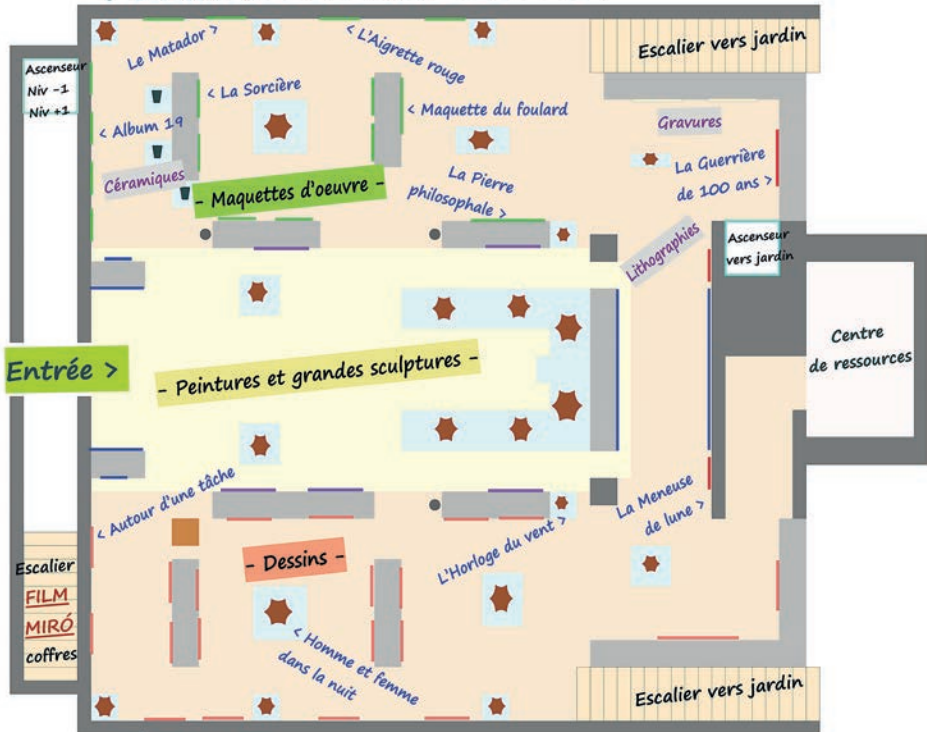 Escalier vers jardin
Le Matador >
< L'Aigrette rouge
Ascenseur
Niv -1
Niv +1
< La Sorcière
< Album 19
< Maquette du foulard
Gravures
Céramiques
- Maquettes d'oeuvre -
La Pierre
philosophale >
La Guerrière
de 100 ans >
Lithographies
Ascenseur
vers jardin
Entrée >
- Peintures et grandes sculptures -
Centre
de ressources
< Autour d'une tâche
La Meneuse
de lune >
L'Horloge du vent >
- Dessins -
Escalier
FILM
MIRÓ
coffres
< Homme et femme
dans la nuit
Escalier vers jardin